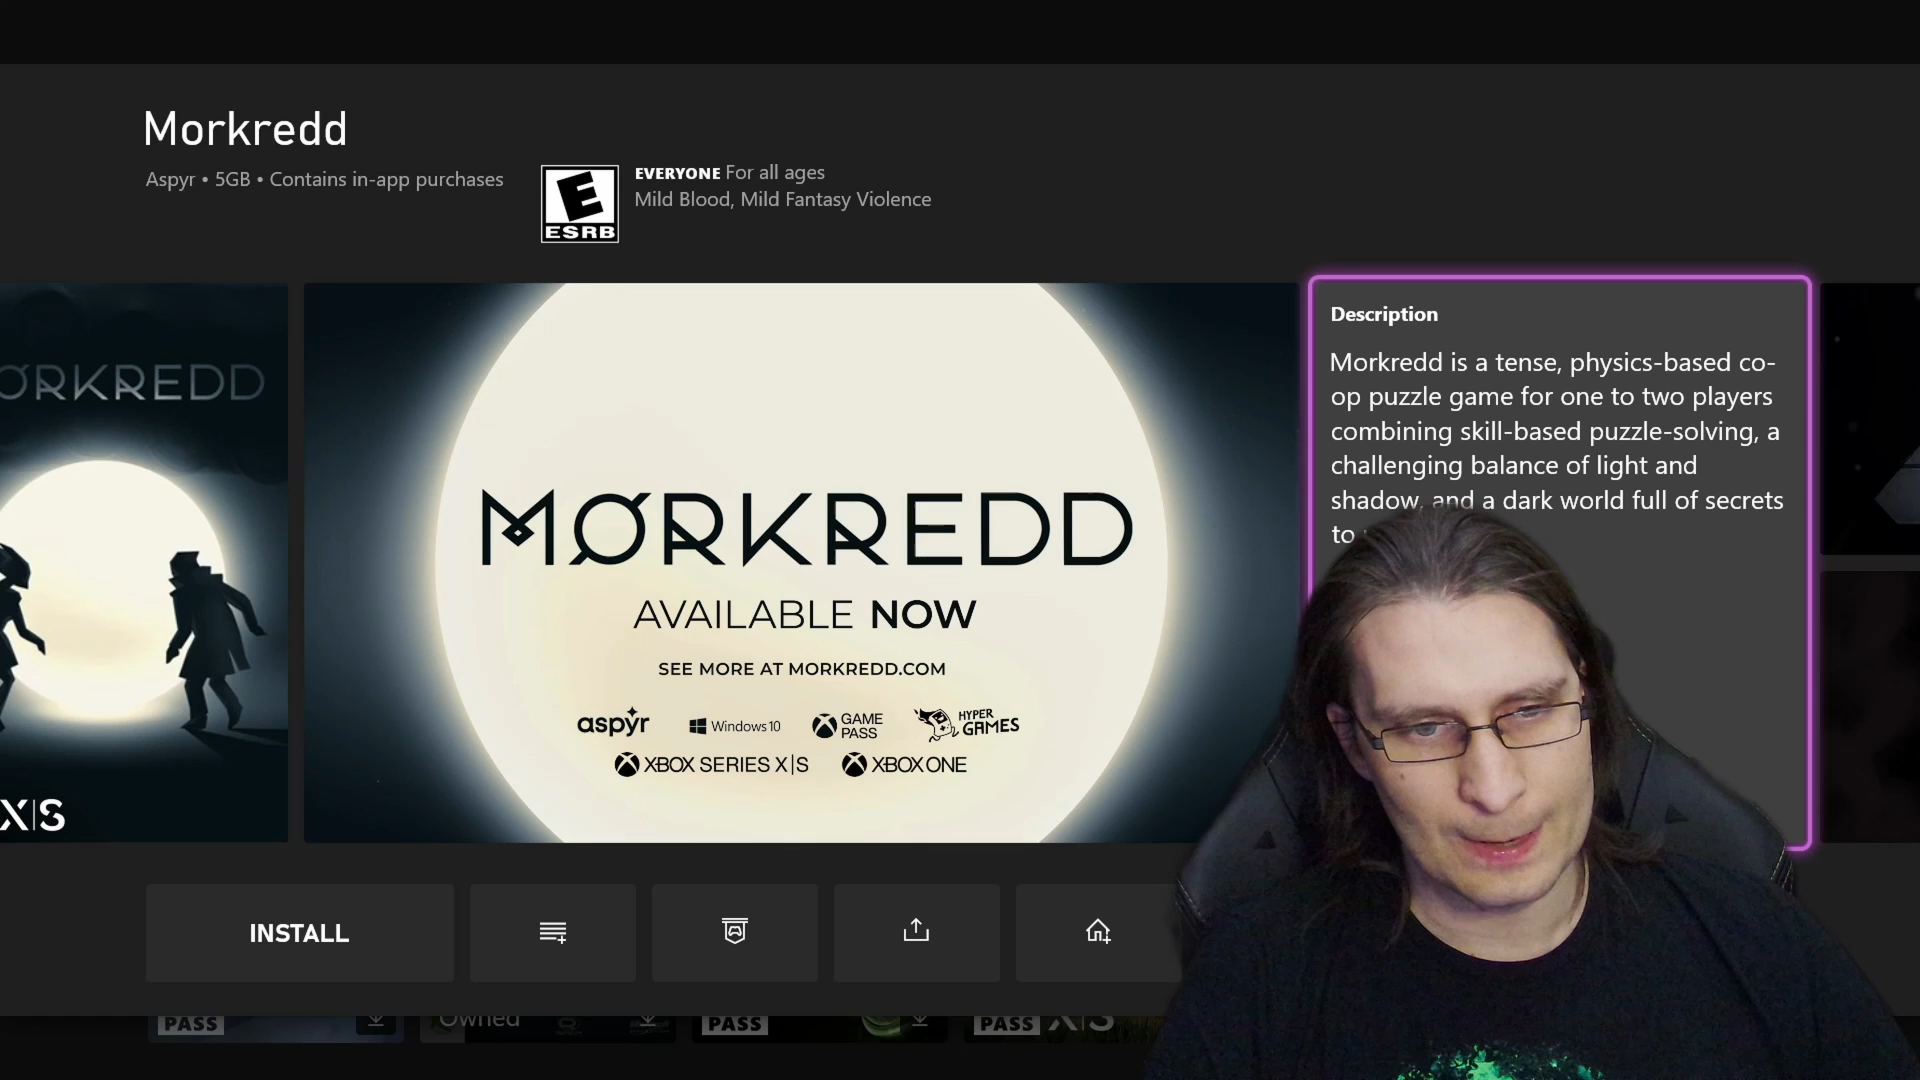 Morkredd
Aspyr • 5GB • Contains in-app purchases
E
ESRB
EVERYONE For all ages
Mild Blood, Mild Fantasy Violence
ORKREDD
X|S
MORKREDD
AVAILABLE NOW
SEE MORE AT MORKREDD.COM
aspyr
Windows 10
GAME
PASS
HYPER
GAMES
XBOX SERIES X|S
XBOX ONE
Description
Morkredd is a tense, physics-based co-
op puzzle game for one to two players
combining skill-based puzzle-solving, a
challenging balance of light and
shadow, and a dark world full of secrets
to
INSTALL
PASS
Owned
PASS
PASS X|S